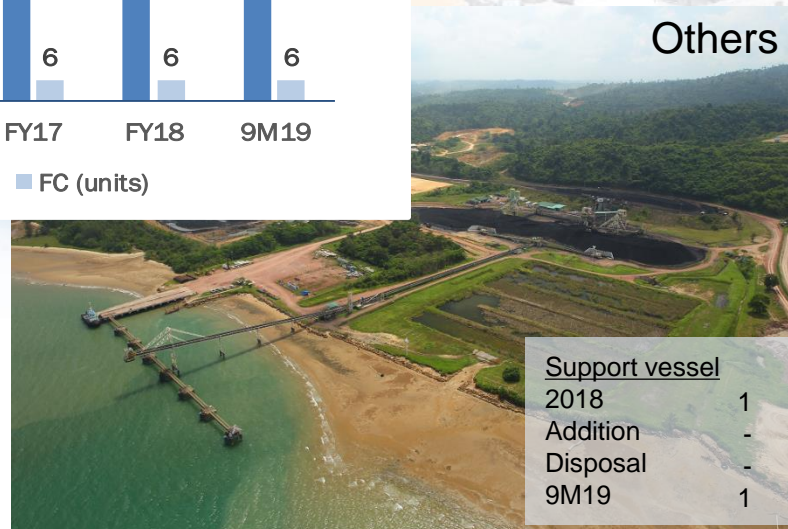 Others
6 6 6
FY17 FY18 9M19
FC (units)
Support vessel
2018 1
Addition -
Disposal -
9M19 1